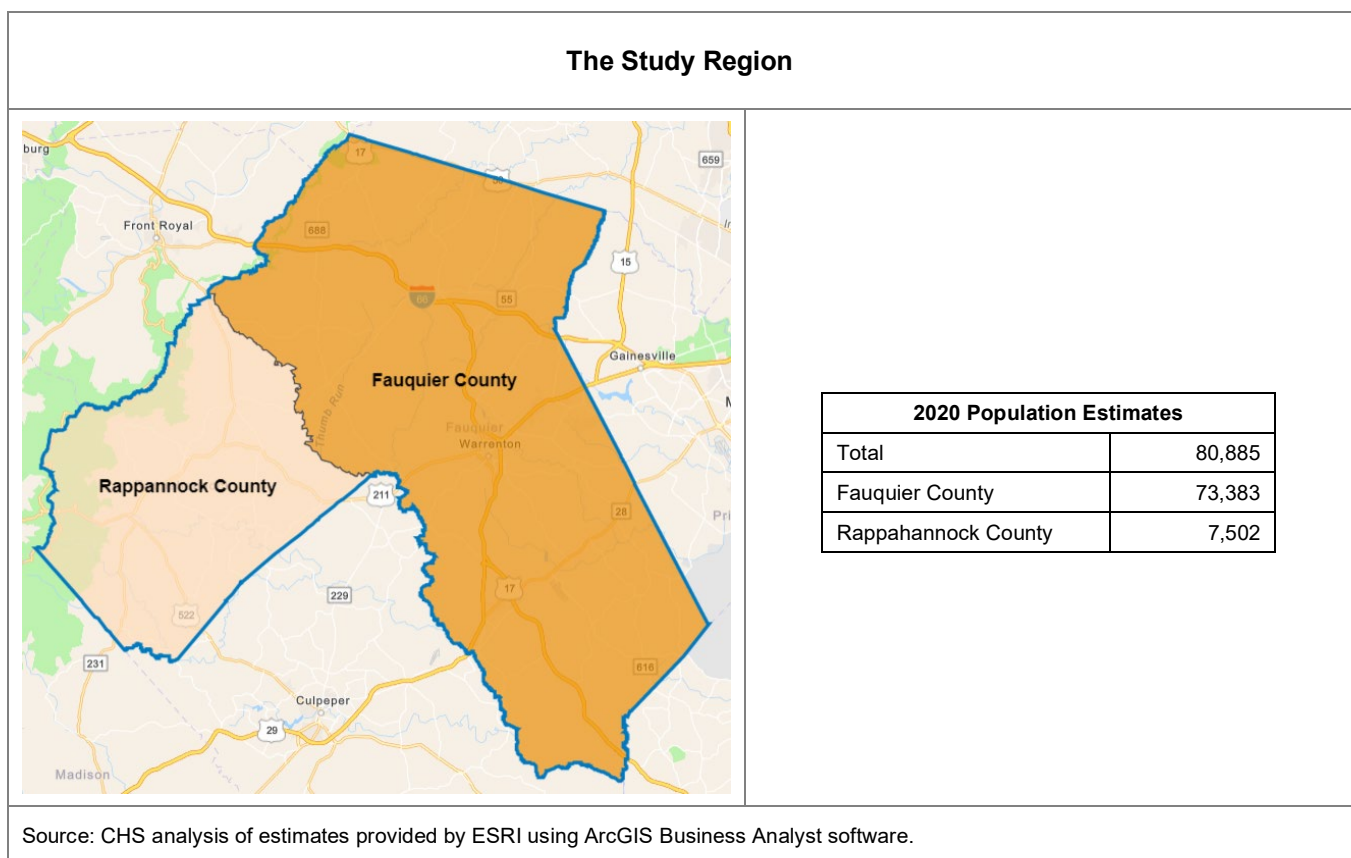 The Study Region
burg
17
50
659
Front Royal
688
15
66
55
Gainesville
Fauquier County
Thumb Run
Fauquier
Warrenton
Rappannock County
211
28
Pri
17
229
522
616
231
Culpeper
29
Madison
2020 Population Estimates
Total 80,885
Fauquier County 73,383
Rappahannock County 7,502
Source: CHS analysis of estimates provided by ESRI using ArcGIS Business Analyst software.